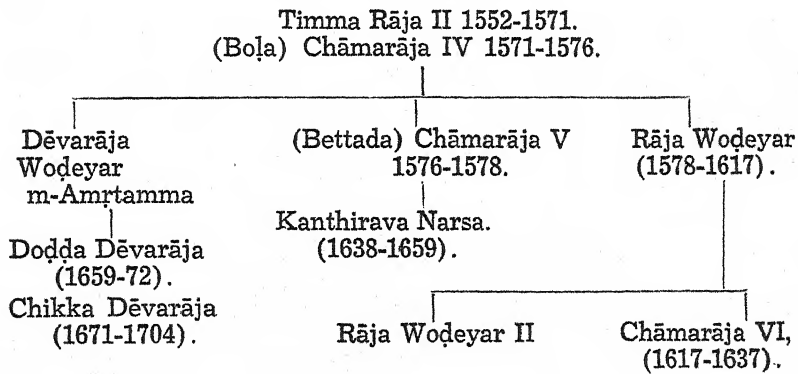 Timma Rāja II 1552-1571.
(Boḷa) Chāmarāja IV 1571-1576.
Dēvarāja
Woḍeyar
m-Amṛtamma
Doḍḍa Dēvarāja
(1659-72).
Chikka Dēvarāja
(1671-1704).
(Bettada) Chāmarāja V
1576-1578.
Kanthirava Narsa.
(1638-1659).
Rāja Woḍeyar
(1578-1617).
Rāja Woḍeyar II
Chāmarāja VI,
(1617-1637).